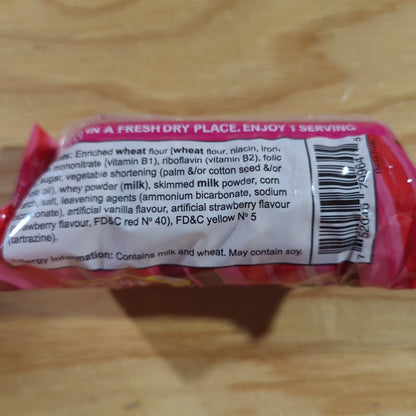 IN A FRESH DRY PLACE. ENJOY 1 SERVING
Enriched wheat flour [wheat flour, niacin, iron,
mononitrate (vitamin B1), riboflavin (vitamin B2), folic
sugar, vegetable shortening (palm &/or cotton seed &/or
oil), whey powder (milk), skimmed milk powder, corn
salt, leavening agents (ammonium bicarbonate, sodium
artificial vanilla flavour, artificial strawberry flavour
flavour, FD&C red Nº 40), FD&C yellow Nº 5
(tartrazine).
information: Contains milk and wheat. May contain soy.